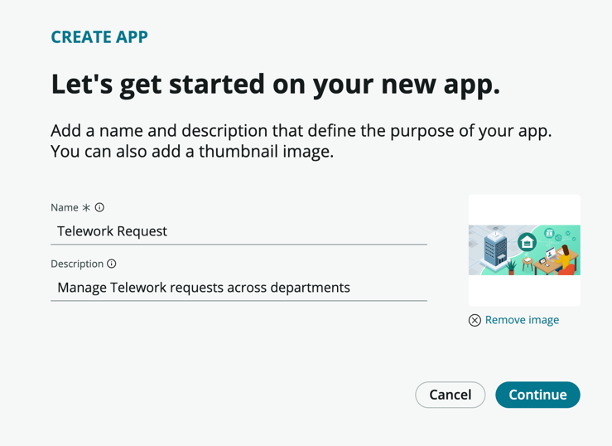 CREATE APP
Let's get started on your new app.
Add a name and description that define the purpose of your app.
You can also add a thumbnail image.
Name *
Telework Request
Description
Manage Telework requests across departments
Remove image
Cancel
Continue